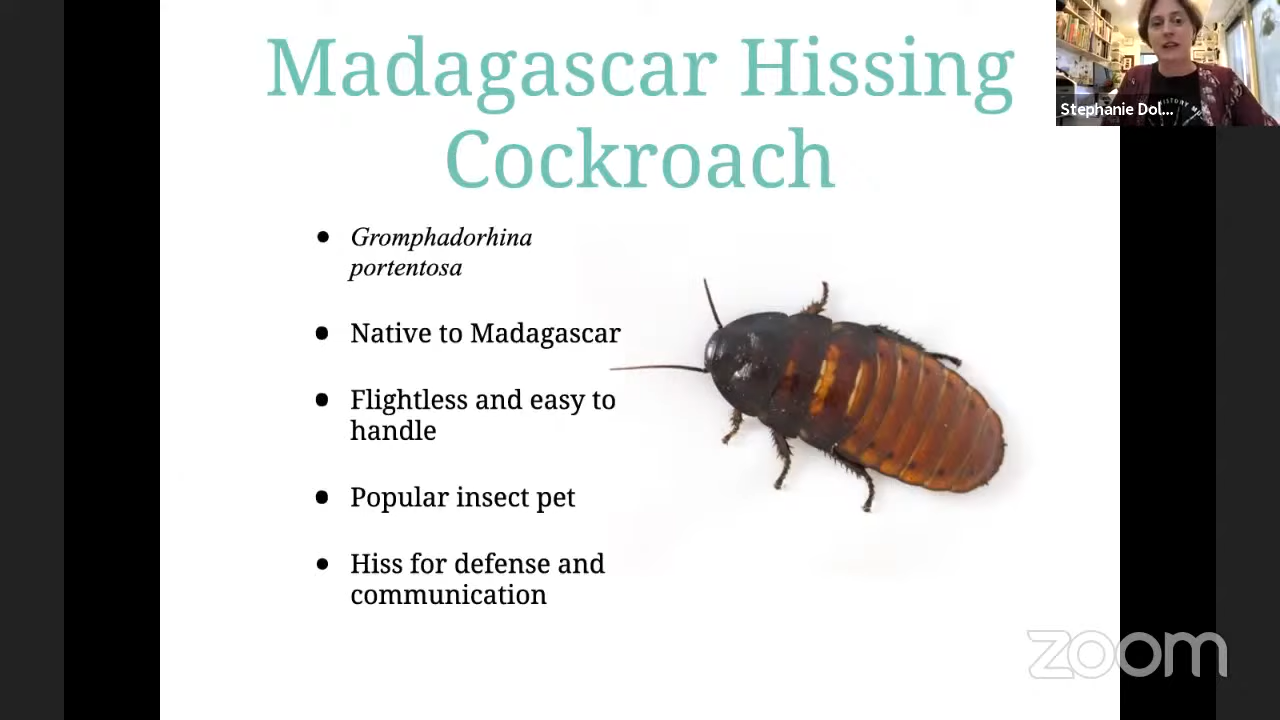 Madagascar Hissing
Cockroach
Stephanie Dol...
• Gromphadorhina
portentosa
• Native to Madagascar
• Flightless and easy to
handle
• Popular insect pet
• Hiss for defense and
communication
zoom